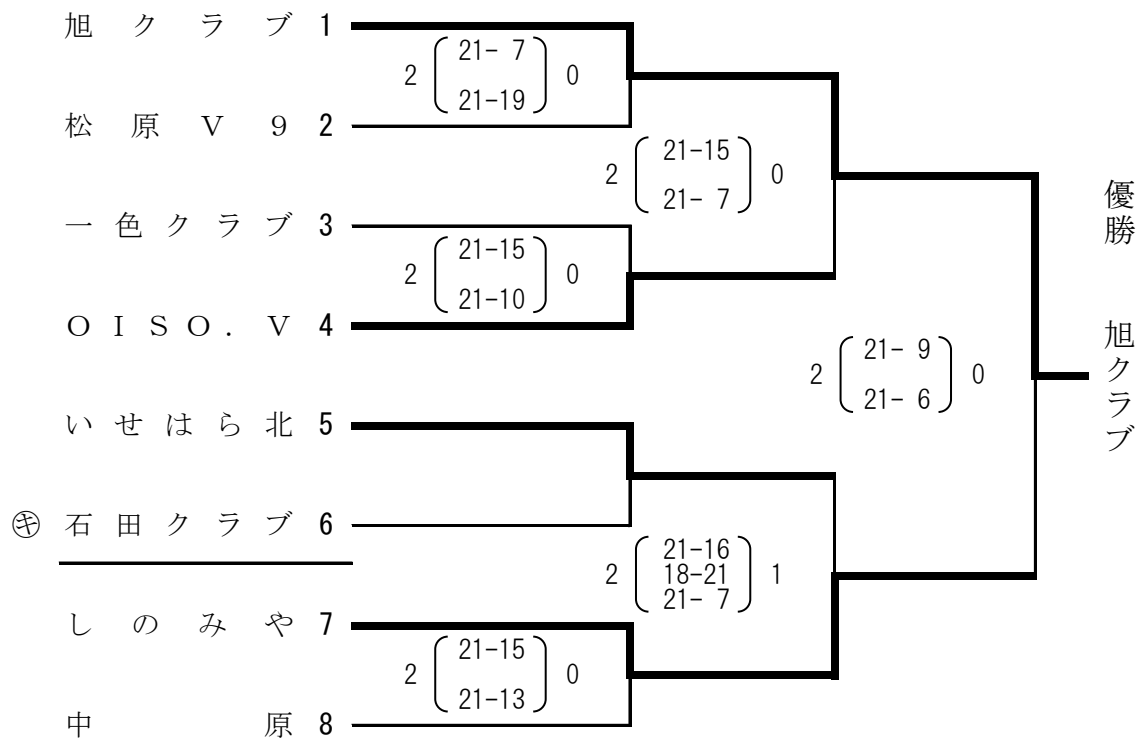 旭クラブ 1
2 21- 7 0
21-19
松原V9 2
2 21-15 0
21- 7
一色クラブ 3
2 21-15 0
21-10
OISO.V 4
2 21- 9 0
21- 6
優勝 旭クラブ
いせはら北 5
㋖ 石田クラブ 6
21-16
2 18-21 1
21- 7
しのみや 7
2 21-15 0
21-13
中原 8